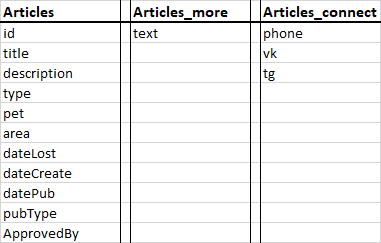 Articles Articles_more Articles_connect
id text phone
title vk
description tg
type
pet
area
dateLost
dateCreate
datePub
pubType
ApprovedBy